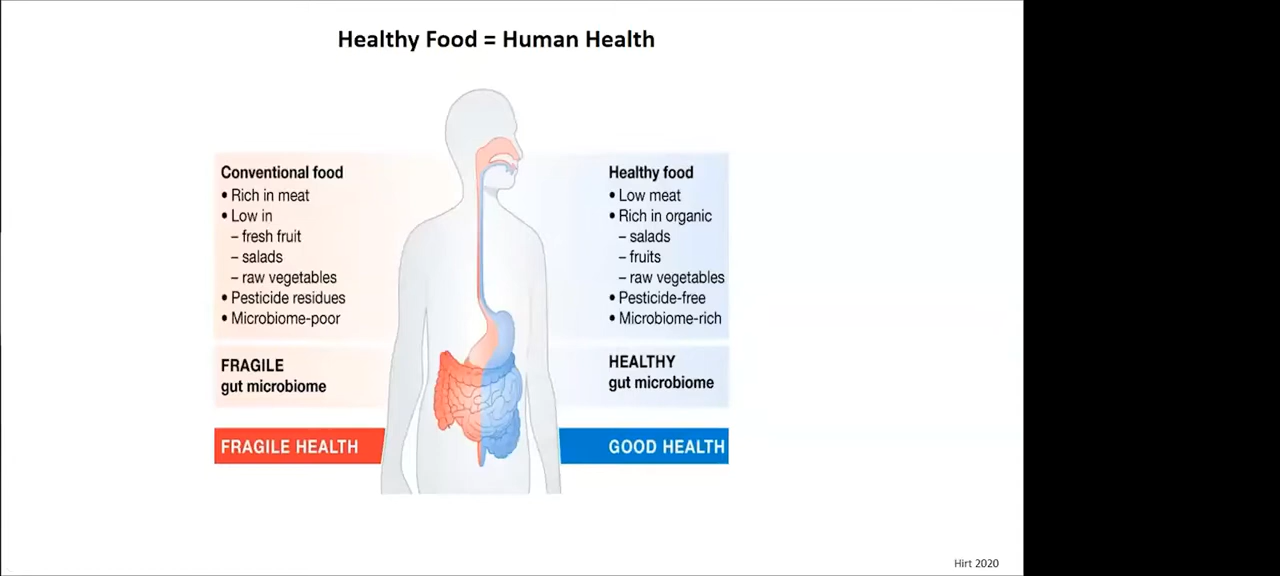 Healthy Food = Human Health
Conventional food
• Rich in meat
• Low in
– fresh fruit
– salads
– raw vegetables
• Pesticide residues
• Microbiome-poor
FRAGILE
gut microbiome
FRAGILE HEALTH
Healthy food
• Low meat
• Rich in organic
– salads
– fruits
– raw vegetables
• Pesticide-free
• Microbiome-rich
HEALTHY
gut microbiome
GOOD HEALTH
Hirt 2020